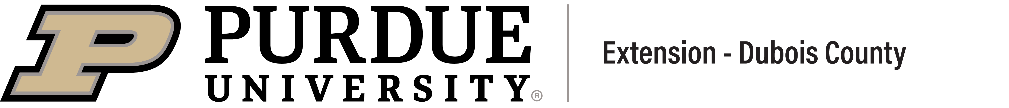 P
PURDUE
UNIVERSITY®
Extension - Dubois County